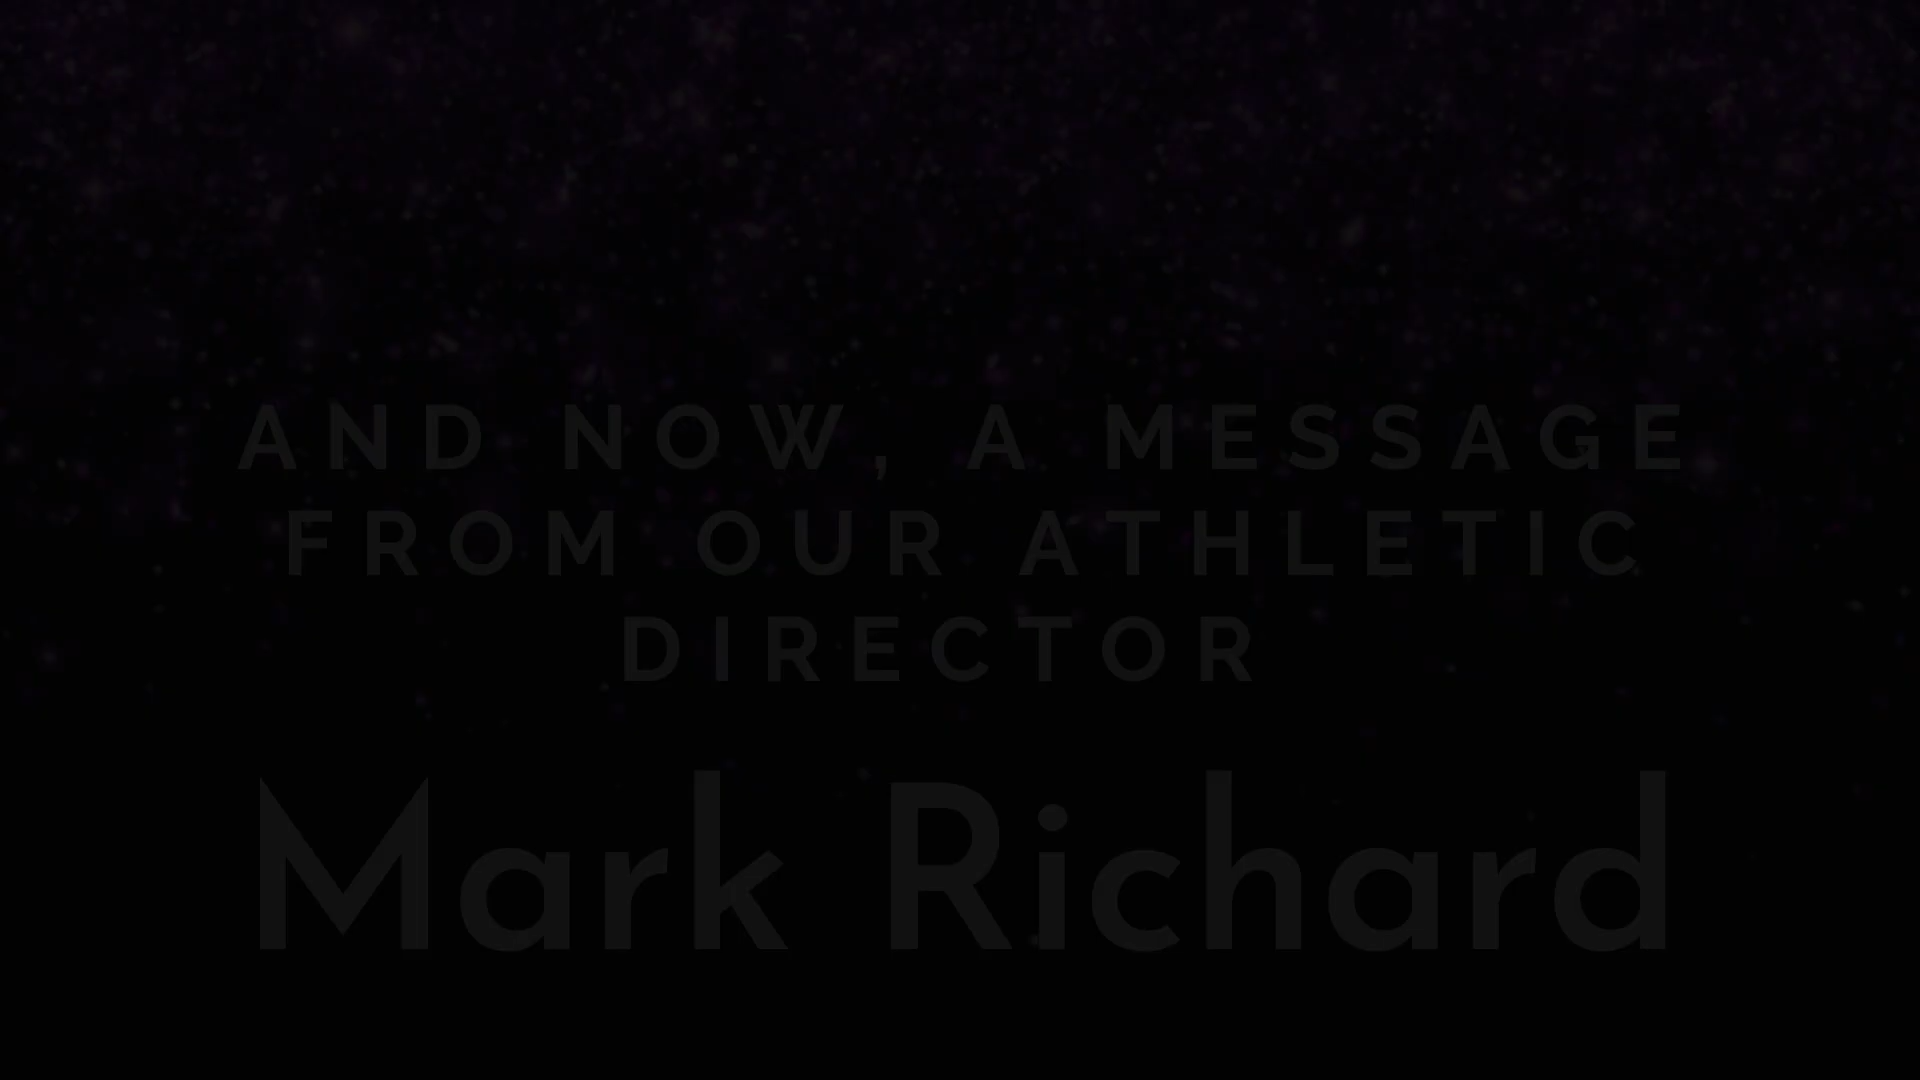 AND NOW, A MESSAGE
FROM OUR ATHLETIC
DIRECTOR
Mark Richard